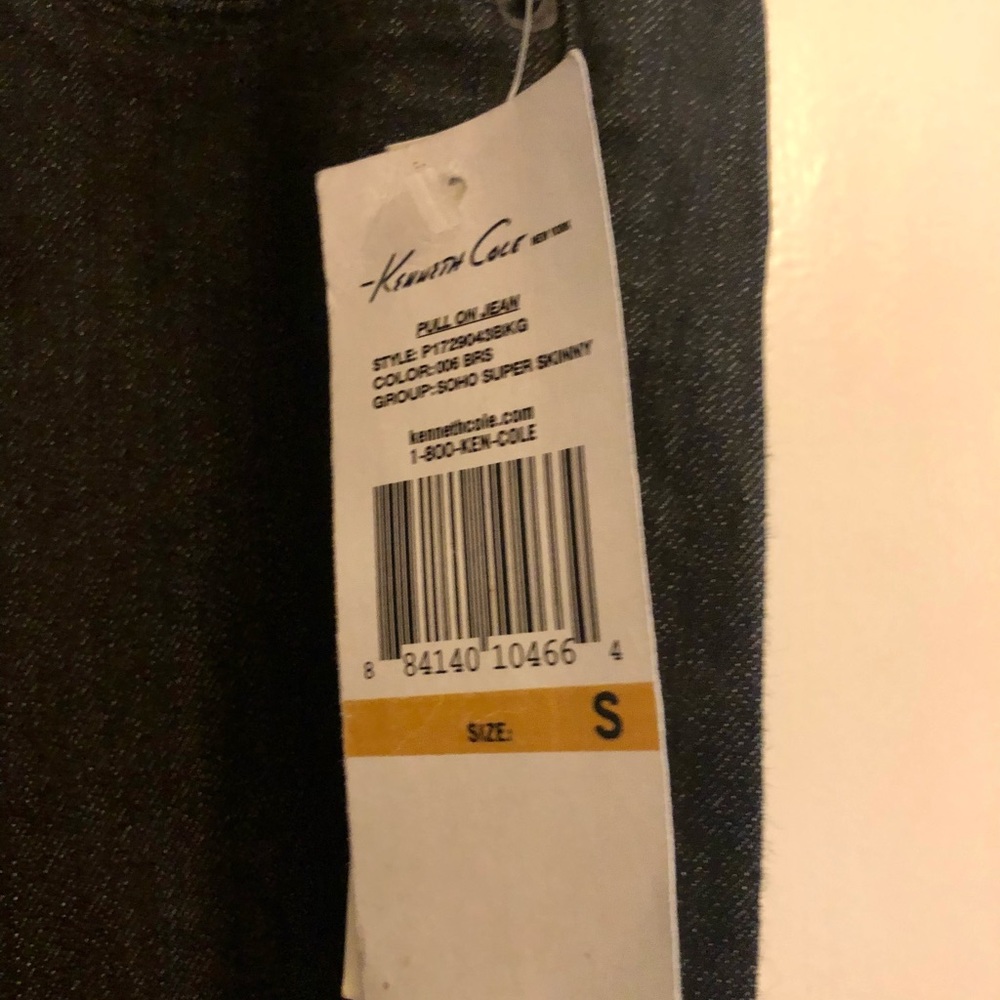 Kenneth Cole NEW YORK
PULL ON JEAN
STYLE: P1729043BKG
COLOR: 006 BRS
GROUP: SOHO SUPER SKINNY
kennethcole.com
1-800-KEN-COLE
8 84140 10466 4
SIZE: S